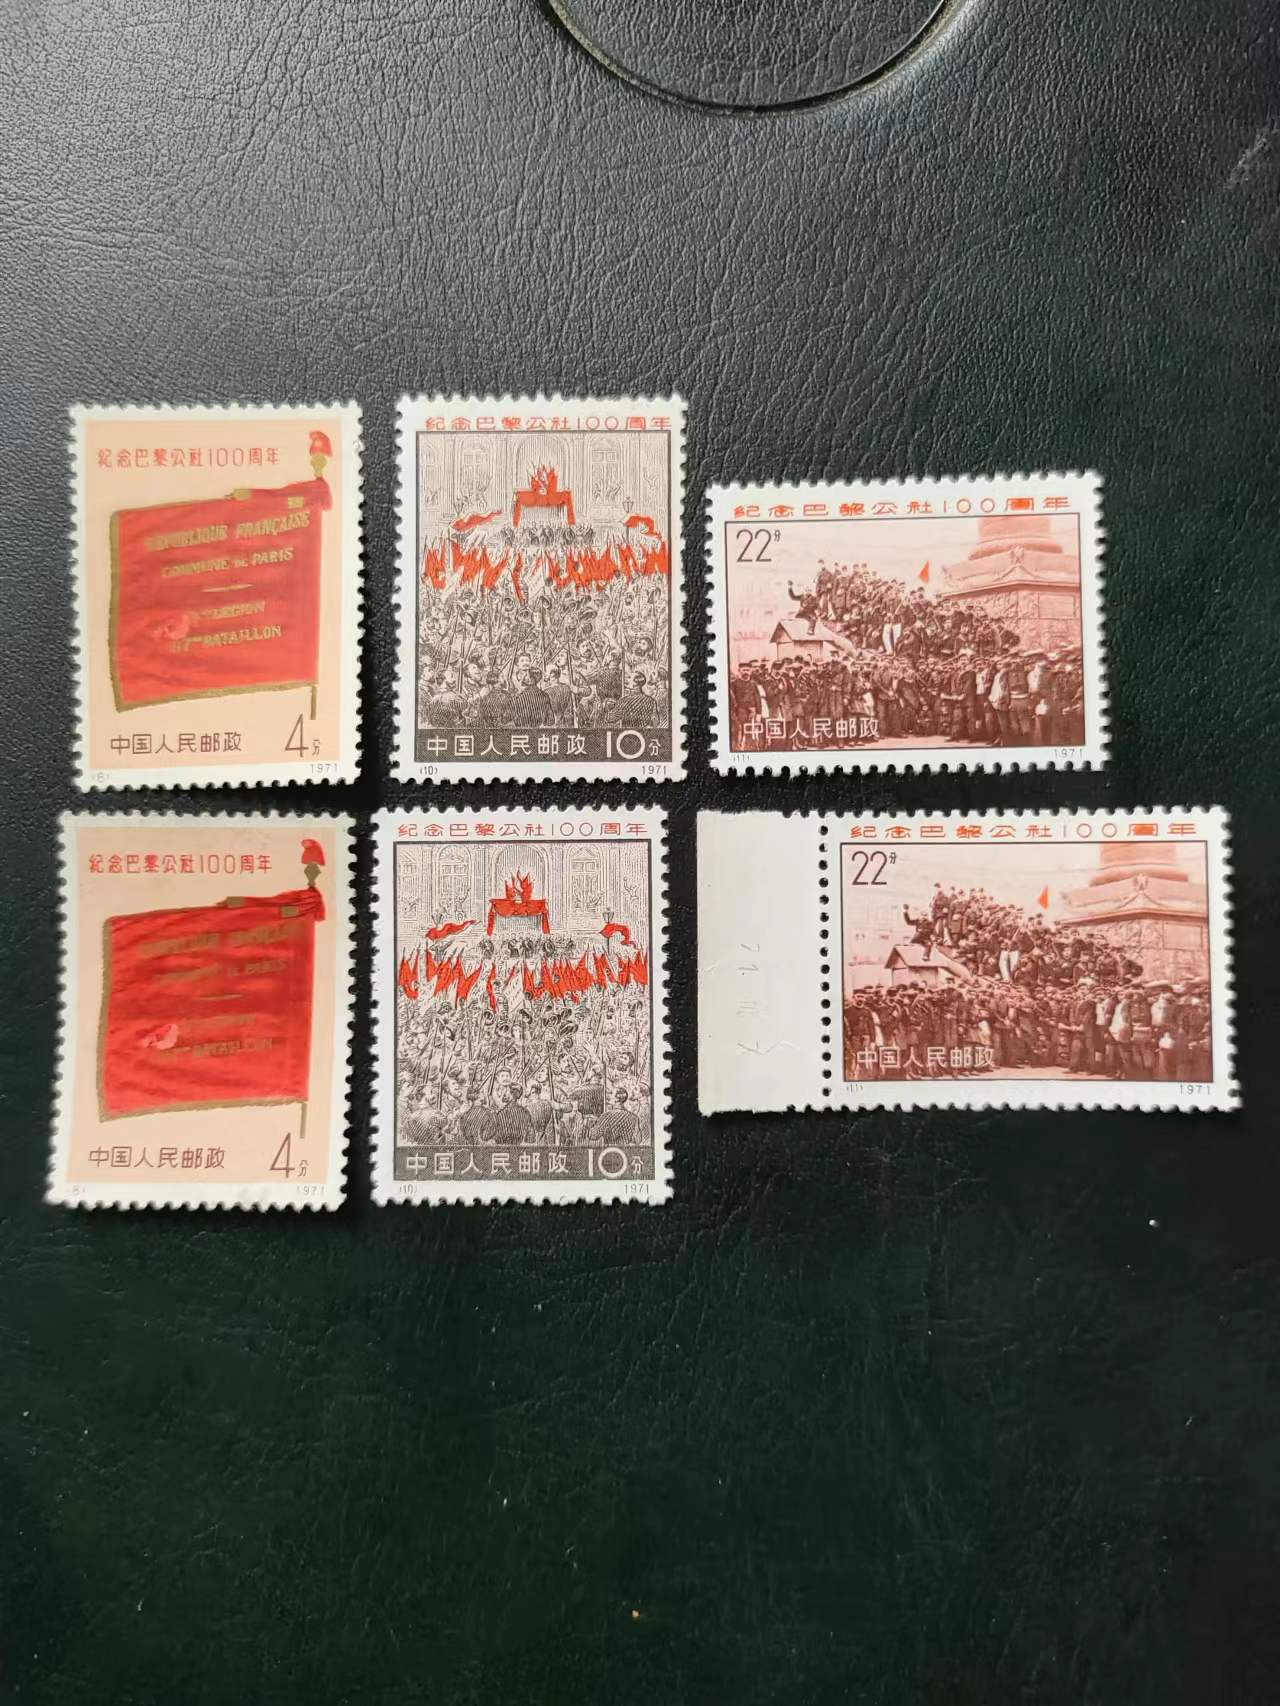 紀念巴黎公社100周年
REPUBLIQUE FRANÇAISE
COMMUNE DE PARIS
LEGION
BATAILLON
中国人民邮政 4分
(8) 1971
紀念巴黎公社100周年
中国人民邮政 10分
(10) 1971
紀念巴黎公社100周年
22分
中国人民邮政
(11) 1971
紀念巴黎公社100周年
COMMUNE DE PARIS
BATAILLON
中国人民邮政 4分
(8) 1971
紀念巴黎公社100周年
中国人民邮政 10分
(10) 1971
紀念巴黎公社100周年
22分
中国人民邮政
(11) 1971